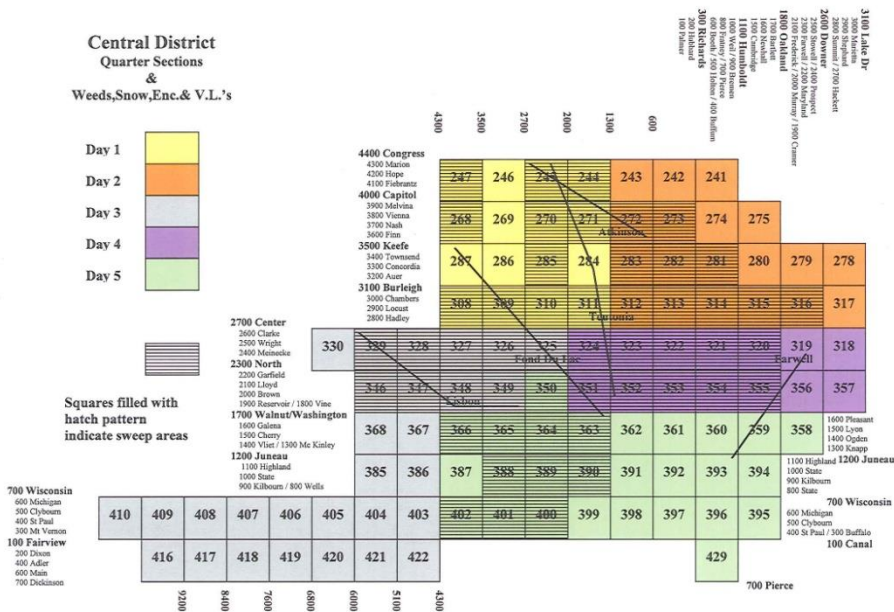 Central District
Quarter Sections
&
Weeds,Snow,Enc.& V.L.'s
Day 1
Day 2
Day 3
Day 4
Day 5
Squares filled with
hatch pattern
indicate sweep areas
3100 Lake Dr
3000 Marietta
2900 Shephard
2800 Summit / 2700 Hackett
2600 Downer
2500 Stowell / 2400 Prospect
2300 Farwell / 2200 Maryland
2100 Frederick / 2000 Murray / 1900 Cramer
1800 Oakland
1700 Bartlett
1600 Newhall
1500 Cambridge
1100 Humboldt
1000 Weil / 900 Bremen
800 Fratney / 700 Pierce
600 Booth / 500 Holton / 400 Buffum
300 Richards
200 Hubbard
100 Palmer
4300 3500 2700 2000 1300 600
4400 Congress
4300 Marion
4200 Hope
4100 Fiebrantz
247 246 245 244 243 242 241
4000 Capitol
3900 Melvina
3800 Vienna
3700 Nash
3600 Finn
268 269 270 271 272 273 274 275
Atkinson
3500 Keefe
3400 Townsend
3300 Concordia
3200 Auer
287 286 285 284 283 282 281 280 279 278
3100 Burleigh
3000 Chambers
2900 Locust
2800 Hadley
308 309 310 311 312 313 314 315 316 317
Teutonia
2700 Center
2600 Clarke
2500 Wright
2400 Meinecke
330 329 328 327 326 325 324 323 322 321 320 319 318
Fond Du Lac Farwell
2300 North
2200 Garfield
2100 Lloyd
2000 Brown
1900 Reservoir / 1800 Vine
346 347 348 349 350 351 352 353 354 355 356 357
Lisbon
1700 Walnut/Washington
1600 Galena
1500 Cherry
1400 Vliet / 1300 Mc Kinley
368 367 366 365 364 363 362 361 360 359 358
1600 Pleasant
1500 Lyon
1400 Ogden
1300 Knapp
1200 Juneau
1100 Highland
1000 State
900 Kilbourn / 800 Wells
385 386 387 388 389 390 391 392 393 394
1200 Juneau
1100 Highland
1000 State
900 Kilbourn
800 State
700 Wisconsin
600 Michigan
500 Clybourn
400 St Paul
300 Mt Vernon
410 409 408 407 406 405 404 403 402 401 400 399 398 397 396 395
700 Wisconsin
600 Michigan
500 Clybourn
400 St Paul / 300 Buffalo
100 Fairview
200 Dixon
400 Adler
600 Main
700 Dickinson
416 417 418 419 420 421 422 429
100 Canal
700 Pierce
9200 8400 7600 6800 6000 5100 4300